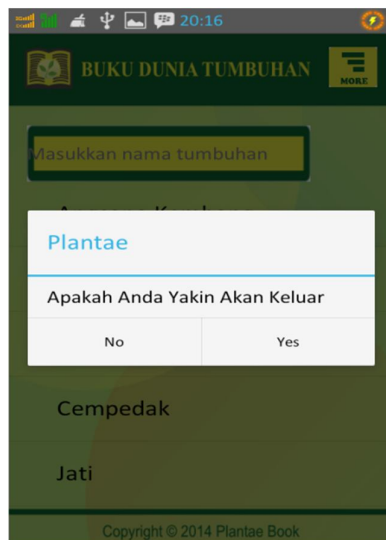 20:16
BUKU DUNIA TUMBUHAN
MORE
Masukkan nama tumbuhan
Plantae
Apakah Anda Yakin Akan Keluar
No Yes
Cempedak
Jati
Copyright © 2014 Plantae Book